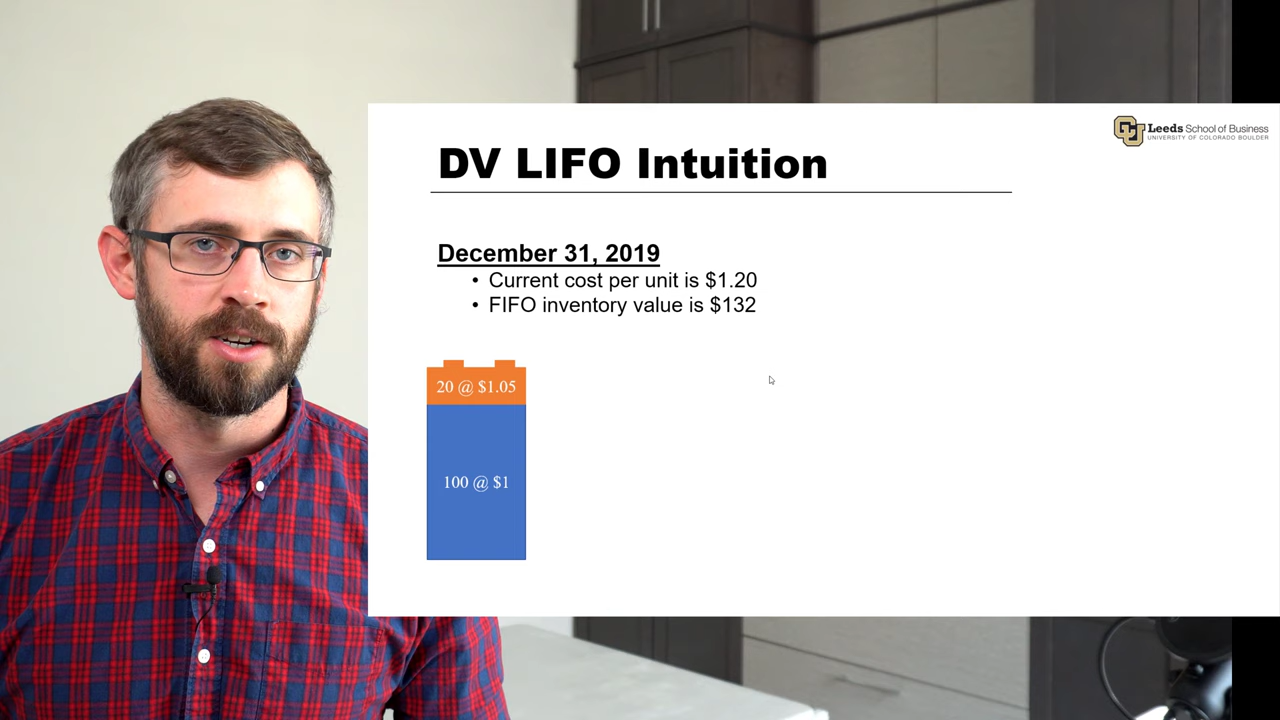 CU Leeds School of Business
UNIVERSITY OF COLORADO BOULDER
DV LIFO Intuition
December 31, 2019
• Current cost per unit is $1.20
• FIFO inventory value is $132
20 @ $1.05
100 @ $1